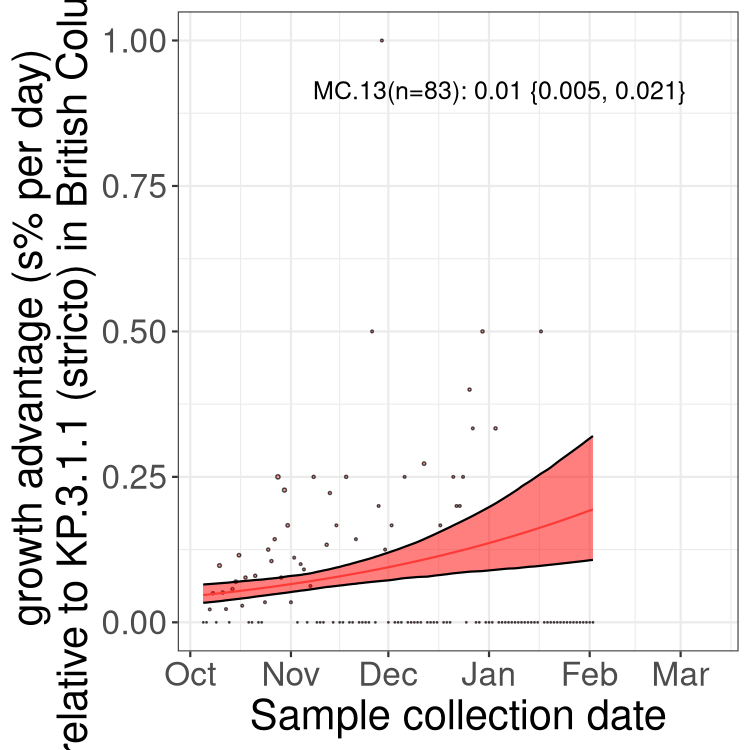 growth advantage (s% per day)
relative to KP.3.1.1 (stricto) in British Colu
1.00
0.75
0.50
0.25
0.00
MC.13(n=83): 0.01 {0.005, 0.021}
Oct Nov Dec Jan Feb Mar
Sample collection date